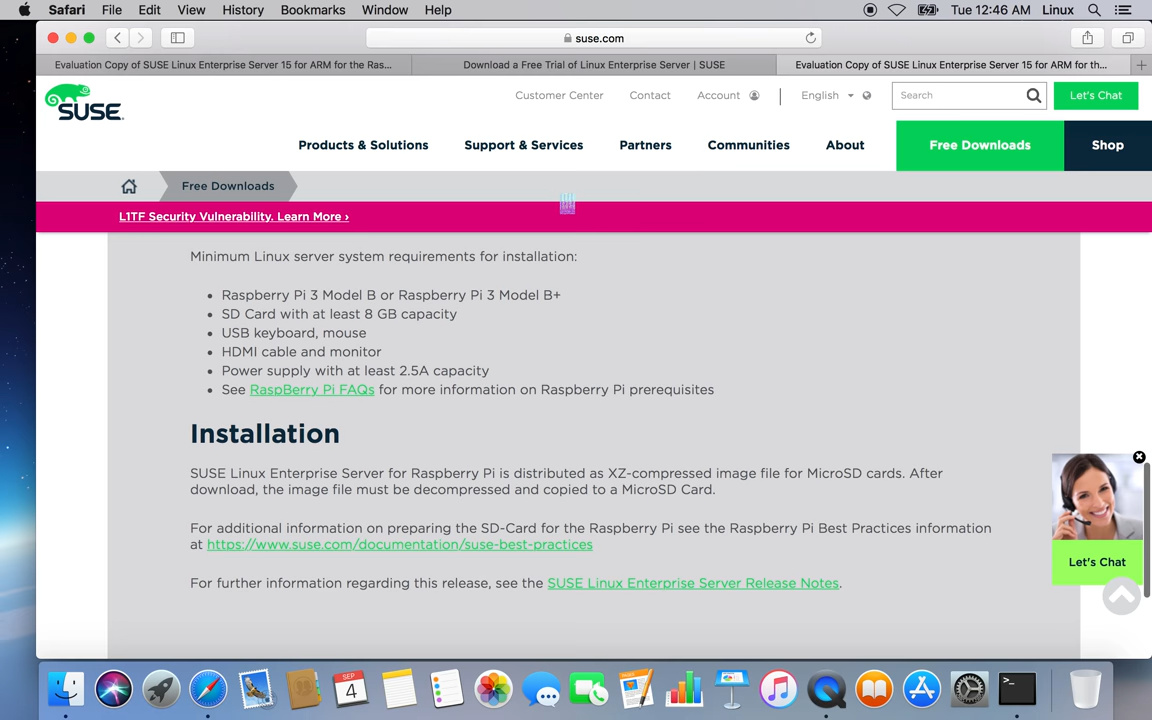 Safari File Edit View History Bookmarks Window Help Tue 12:46 AM Linux
suse.com
Evaluation Copy of SUSE Linux Enterprise Server 15 for ARM for the Ras... Download a Free Trial of Linux Enterprise Server | SUSE Evaluation Copy of SUSE Linux Enterprise Server 15 for ARM for th...
SUSE. Customer Center Contact Account English Search Let's Chat
Products & Solutions Support & Services Partners Communities About Free Downloads Shop
Free Downloads
L1TF Security Vulnerability. Learn More ›
Minimum Linux server system requirements for installation:
• Raspberry Pi 3 Model B or Raspberry Pi 3 Model B+
• SD Card with at least 8 GB capacity
• USB keyboard, mouse
• HDMI cable and monitor
• Power supply with at least 2.5A capacity
• See RaspBerry Pi FAQs for more information on Raspberry Pi prerequisites
Installation
SUSE Linux Enterprise Server for Raspberry Pi is distributed as XZ-compressed image file for MicroSD cards. After
download, the image file must be decompressed and copied to a MicroSD Card.
For additional information on preparing the SD-Card for the Raspberry Pi see the Raspberry Pi Best Practices information
at https://www.suse.com/documentation/suse-best-practices
Let's Chat
For further information regarding this release, see the SUSE Linux Enterprise Server Release Notes.
SEP
4
>_